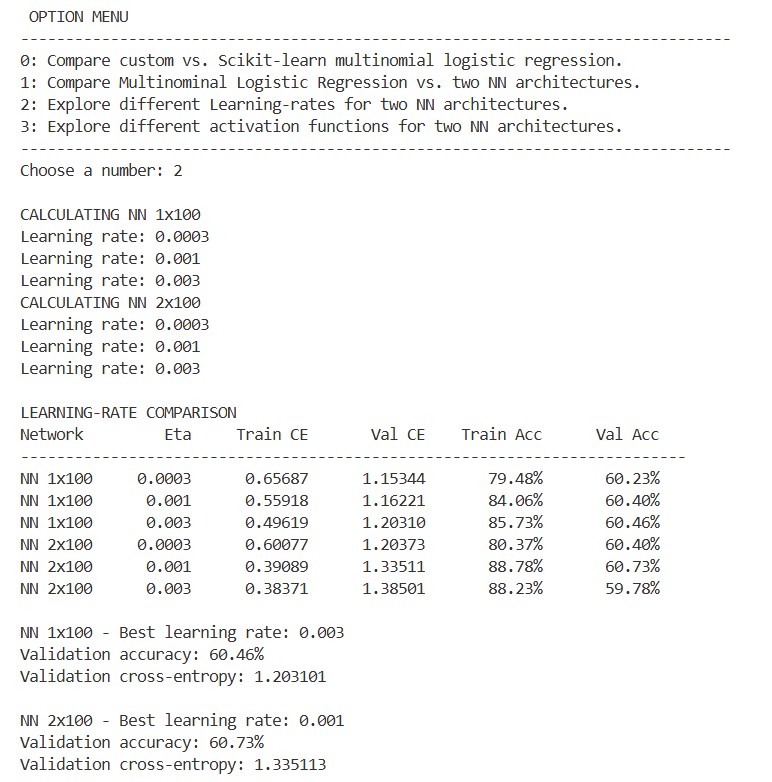 OPTION MENU
-------------------------------------------------------------------------------
0: Compare custom vs. Scikit-learn multinomial logistic regression.
1: Compare Multinominal Logistic Regression vs. two NN architectures.
2: Explore different Learning-rates for two NN architectures.
3: Explore different activation functions for two NN architectures.
-------------------------------------------------------------------------------
Choose a number: 2
CALCULATING NN 1x100
Learning rate: 0.0003
Learning rate: 0.001
Learning rate: 0.003
CALCULATING NN 2x100
Learning rate: 0.0003
Learning rate: 0.001
Learning rate: 0.003
LEARNING-RATE COMPARISON
Network Eta Train CE Val CE Train Acc Val Acc
--------------------------------------------------------------------------
NN 1x100 0.0003 0.65687 1.15344 79.48% 60.23%
NN 1x100 0.001 0.55918 1.16221 84.06% 60.40%
NN 1x100 0.003 0.49619 1.20310 85.73% 60.46%
NN 2x100 0.0003 0.60077 1.20373 80.37% 60.40%
NN 2x100 0.001 0.39089 1.33511 88.78% 60.73%
NN 2x100 0.003 0.38371 1.38501 88.23% 59.78%
NN 1x100 - Best learning rate: 0.003
Validation accuracy: 60.46%
Validation cross-entropy: 1.203101
NN 2x100 - Best learning rate: 0.001
Validation accuracy: 60.73%
Validation cross-entropy: 1.335113